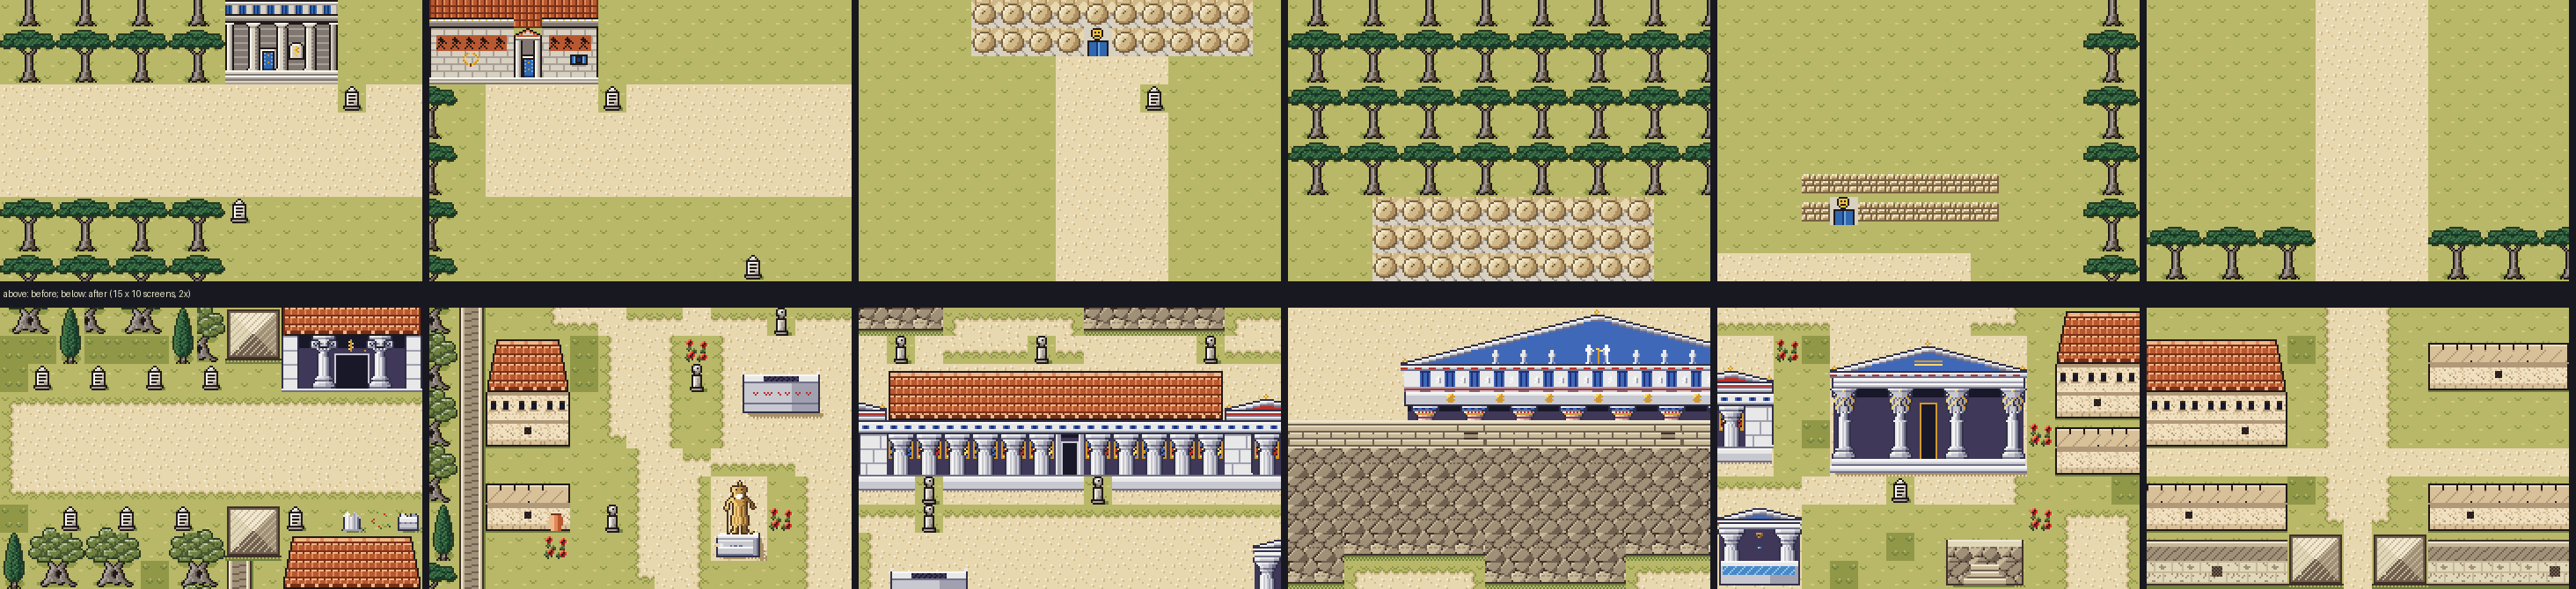 above: before; below: after (15 x 10 screens, 2x)